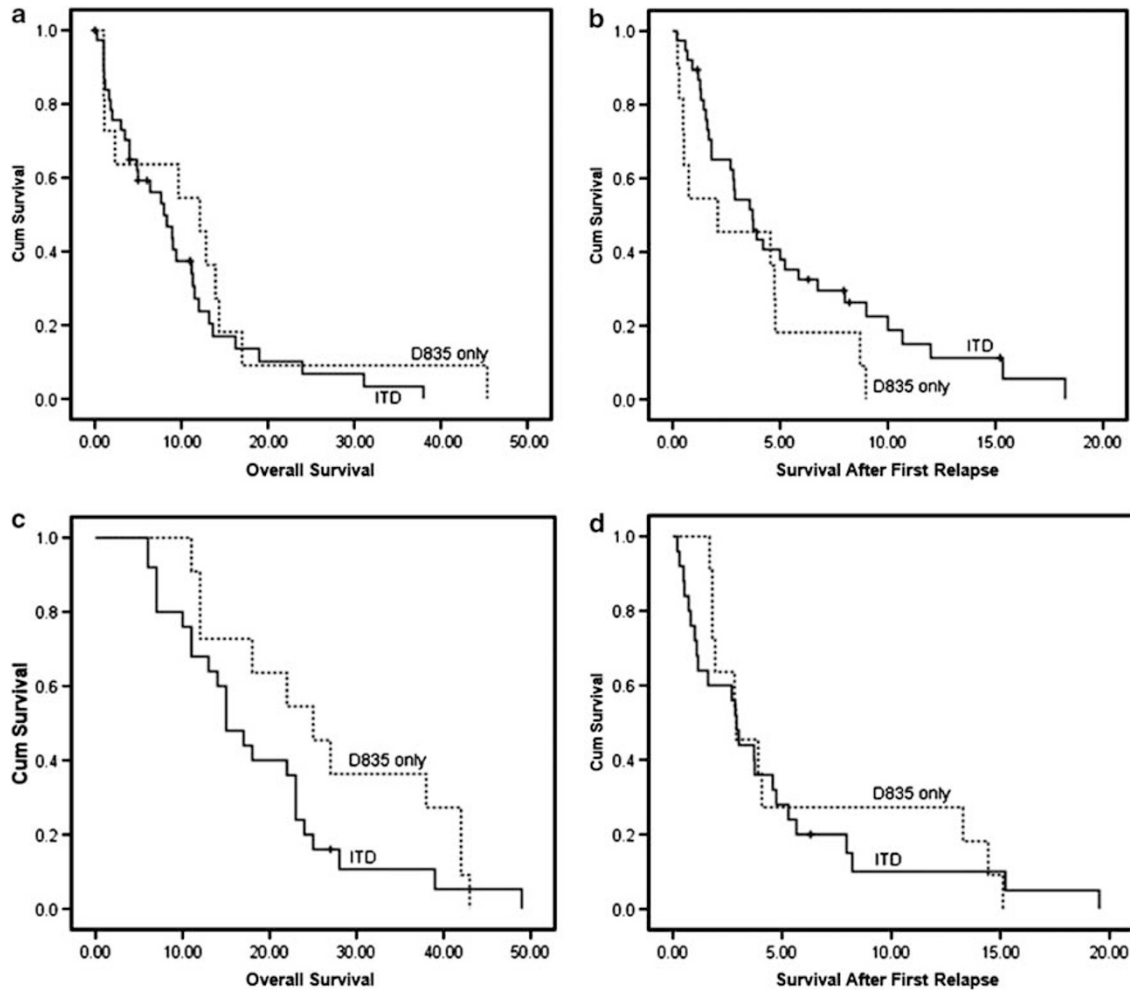 a
Cum Survival
1.0
0.8
0.6
0.4
0.2
0.0
D835 only
ITD
0.00 10.00 20.00 30.00 40.00 50.00
Overall Survival
b
Cum Survival
1.0
0.8
0.6
0.4
0.2
0.0
ITD
D835 only
0.00 5.00 10.00 15.00 20.00
Survival After First Relapse
c
Cum Survival
1.0
0.8
0.6
0.4
0.2
0.0
D835 only
ITD
0.00 10.00 20.00 30.00 40.00 50.00
Overall Survival
d
Cum Survival
1.0
0.8
0.6
0.4
0.2
0.0
D835 only
ITD
0.00 5.00 10.00 15.00 20.00
Survival After First Relapse